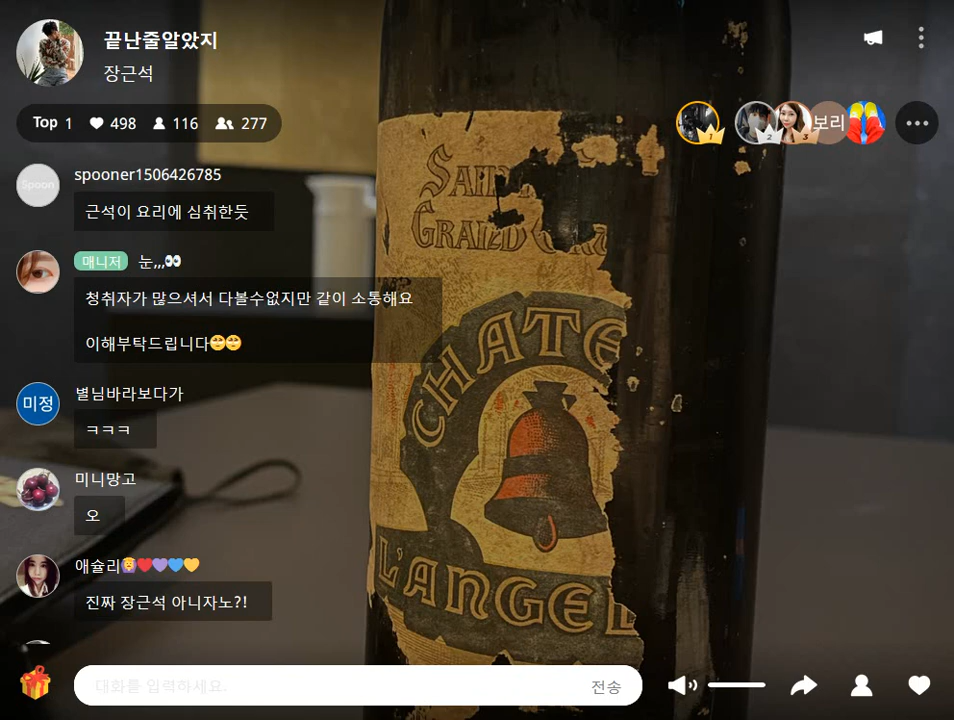 끝난줄알았지
장근석
Top 1 498 116 277
1 2 3 보리
Spoon
spooner1506426785
근석이 요리에 심취한듯
매니저 눈,,,👀
청취자가 많으셔서 다볼수없지만 같이 소통해요
이해부탁드립니다🙄🙄
미정
별님바라보다가
ㅋㅋㅋ
미니망고
오
애슐리🙆❤💜💙💛
진짜 장근석 아니자노?!
대화를 입력하세요.
전송
GRAND
CHATE
L'ANGEL